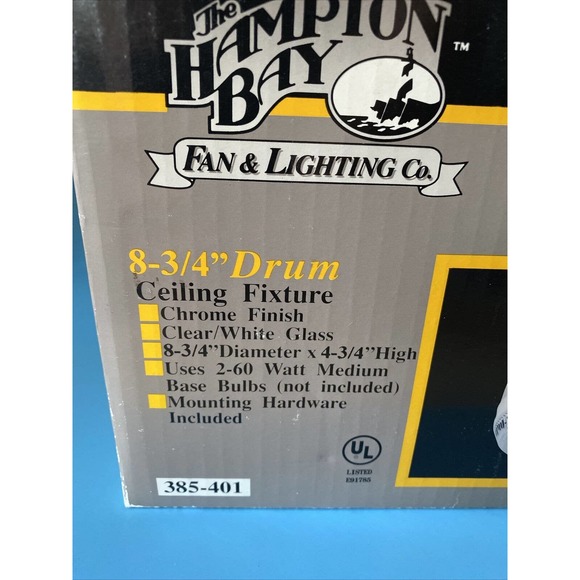 The
HAMPTON
BAY
™
FAN & LIGHTING CO.
8-3/4" Drum
Ceiling Fixture
Chrome Finish
Clear/White Glass
8-3/4"Diameter x 4-3/4"High
Uses 2-60 Watt Medium
Base Bulbs (not included)
Mounting Hardware
Included
UL
LISTED
E91785
385-401